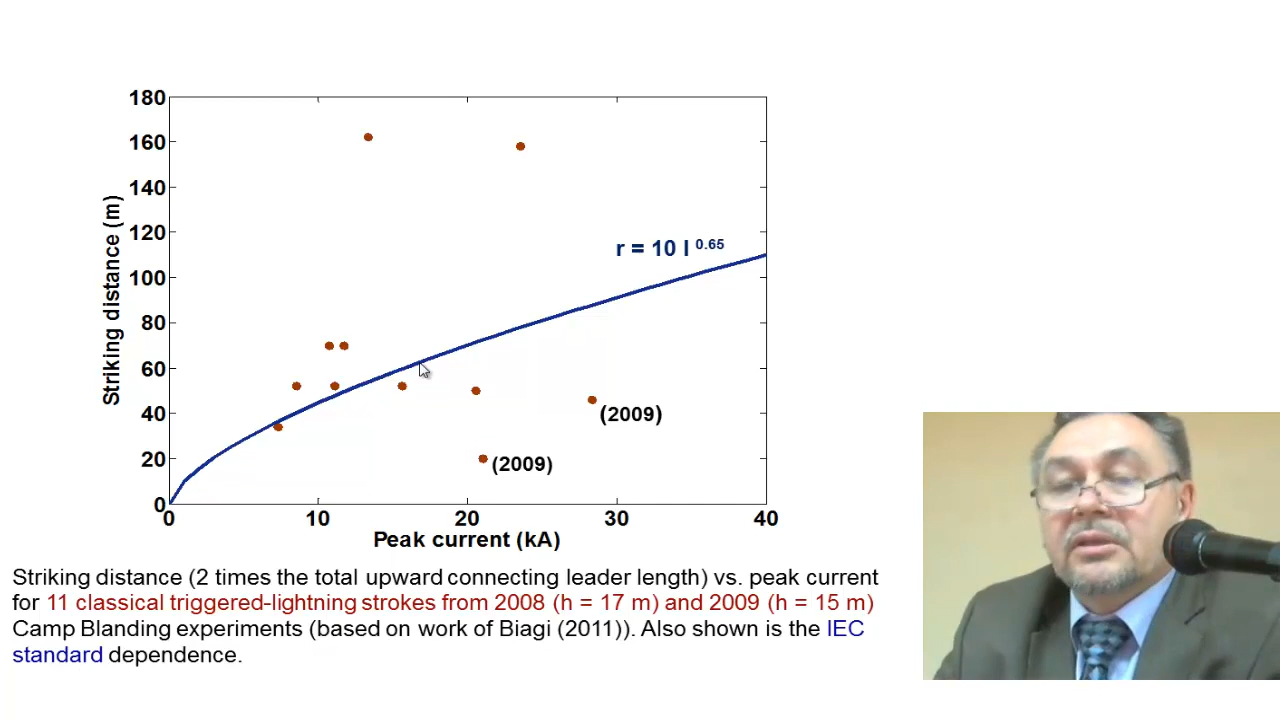 180
160
140
120
100
80
60
40
20
0
Striking distance (m)
r = 10 I 0.65
(2009)
(2009)
0 10 20 30 40
Peak current (kA)
Striking distance (2 times the total upward connecting leader length) vs. peak current
for 11 classical triggered-lightning strokes from 2008 (h = 17 m) and 2009 (h = 15 m)
Camp Blanding experiments (based on work of Biagi (2011)). Also shown is the IEC
standard dependence.